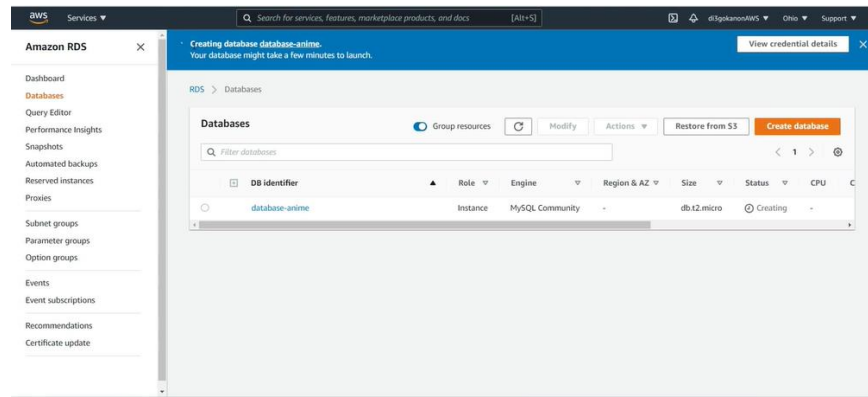 aws Services ▼ Search for services, features, marketplace products, and docs [Alt+S] di3gokanonAWS ▼ Ohio ▼ Support ▼
Amazon RDS
Dashboard
Databases
Query Editor
Performance Insights
Snapshots
Automated backups
Reserved instances
Proxies
Subnet groups
Parameter groups
Option groups
Events
Event subscriptions
Recommendations
Certificate update
Creating database database-anime.
Your database might take a few minutes to launch.
View credential details
RDS > Databases
Databases Group resources Modify Actions ▼ Restore from S3 Create database
Filter databases
1
DB identifier Role Engine Region & AZ Size Status CPU C
database-anime Instance MySQL Community - db.t2.micro Creating -